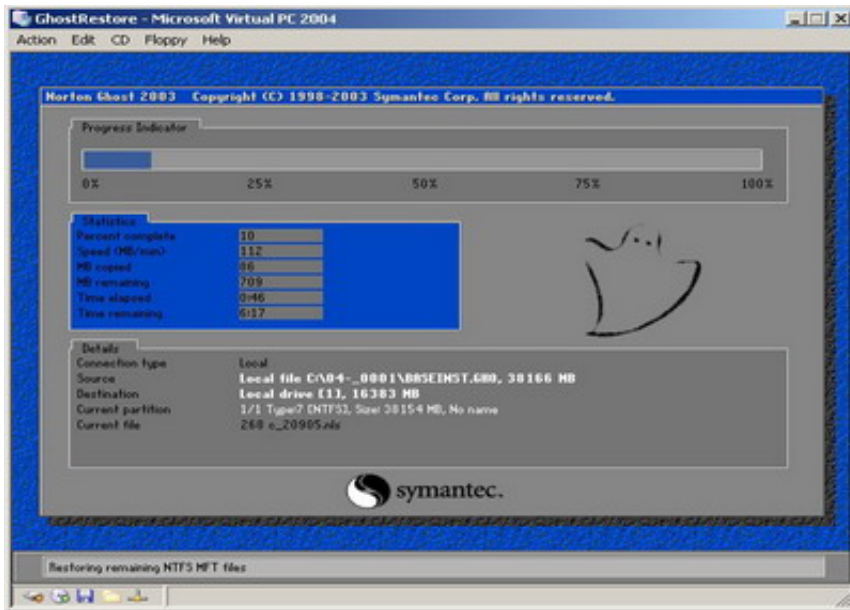 GhostRestore - Microsoft Virtual PC 2004
Action Edit CD Floppy Help
Norton Ghost 2003 Copyright (C) 1998-2003 Symantec Corp. All rights reserved.
Progress Indicator
0% 25% 50% 75% 100%
Statistics
Percent complete 10
Speed (MB/min) 112
MB copied 86
MB remaining 709
Time elapsed 0:46
Time remaining 6:17
Details
Connection type Local
Source Local file C:\04-_0001\BASEINST.GHO, 38166 MB
Destination Local drive [1], 16383 MB
Current partition 1/1 Type:7 [NTFS], Size: 38154 MB, No name
Current file 268 c_20905.nls
symantec.
Restoring remaining NTFS MFT files